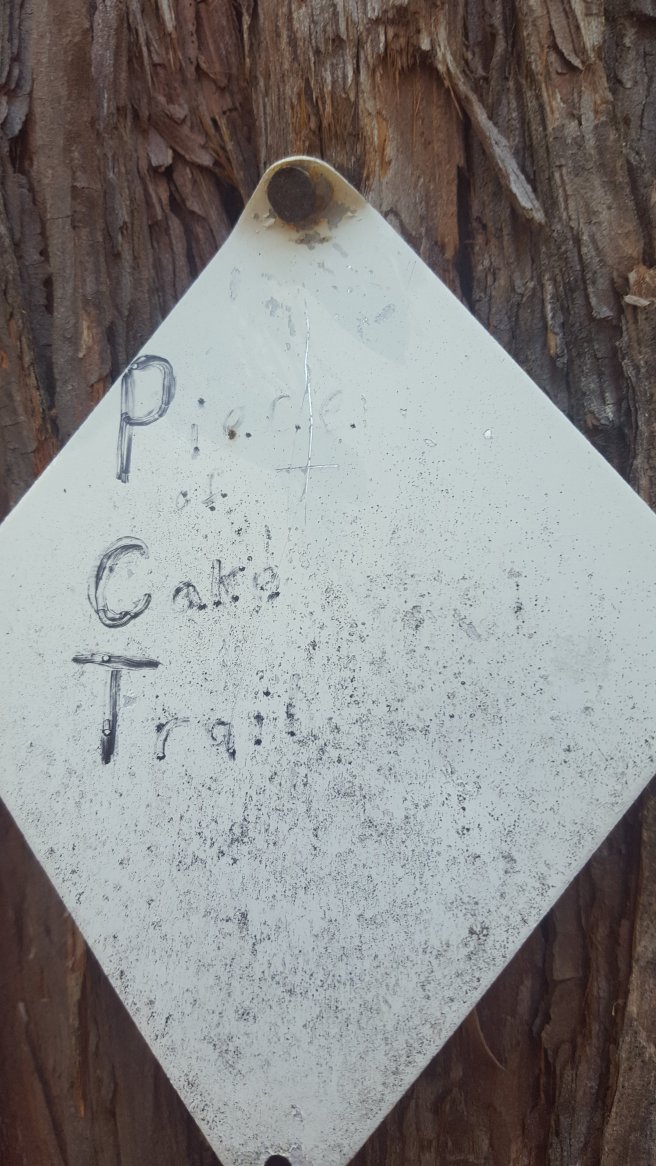 Piece
of
Cake
Trail